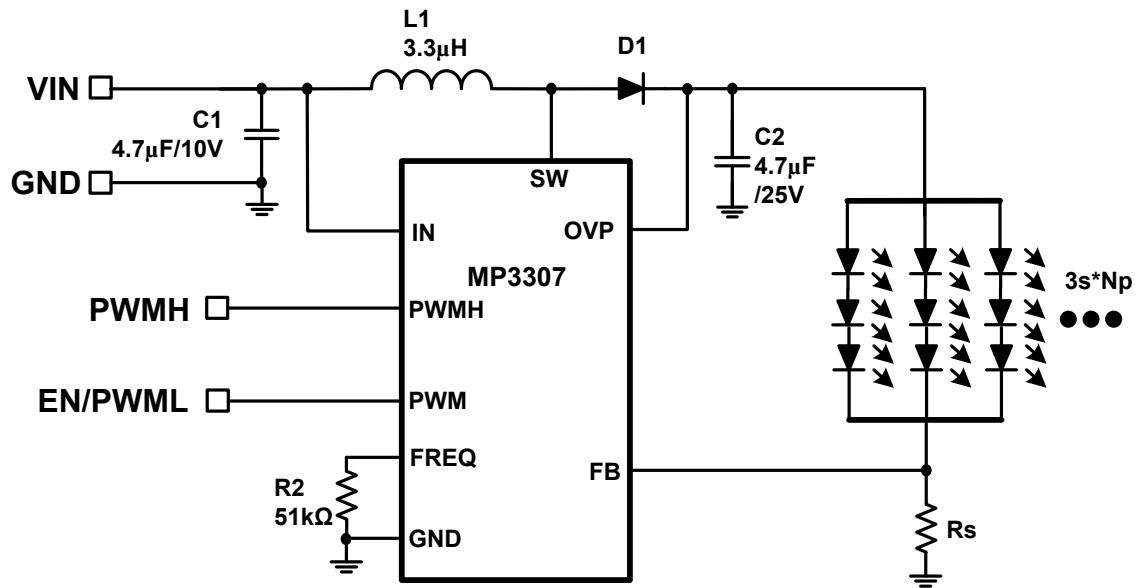 L1
3.3μH
D1
VIN
C1
4.7μF/10V
C2
4.7μF
/25V
GND
SW
IN
OVP
MP3307
3s*Np
PWMH
PWMH
EN/PWML
PWM
FREQ
FB
R2
51kΩ
GND
Rs